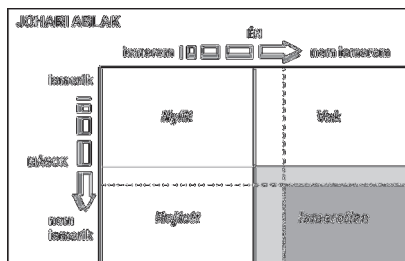 JOHARI ABLAK
ÉN
ismerem
nem ismerem
ismerik
Nyílt
Vak
MÁSOK
nem
ismerik
Rejtett
Ismeretlen